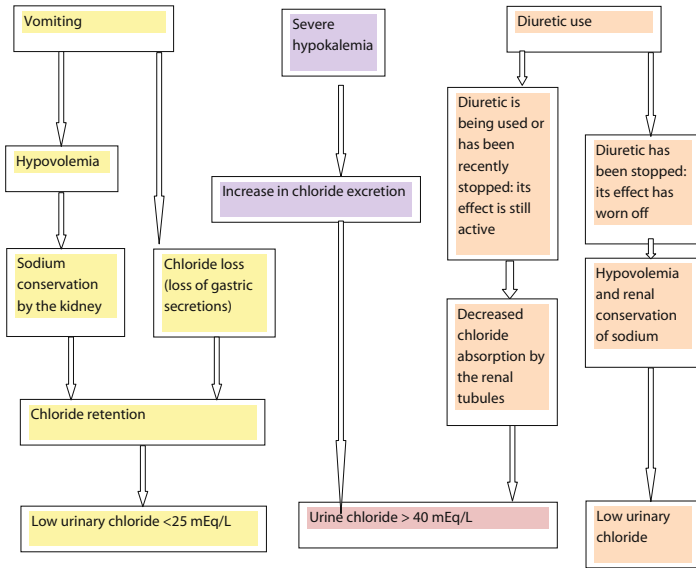 Vomiting
Hypovolemia
Sodium
conservation
by the kidney
Chloride loss
(loss of gastric
secretions)
Chloride retention
Low urinary chloride <25 mEq/L
Severe
hypokalemia
Increase in chloride excretion
Urine chloride > 40 mEq/L
Diuretic use
Diuretic is
being used or
has been
recently
stopped: its
effect is still
active
Decreased
chloride
absorption by
the renal
tubules
Diuretic has
been stopped:
its effect has
worn off
Hypovolemia
and renal
conservation
of sodium
Low urinary
chloride